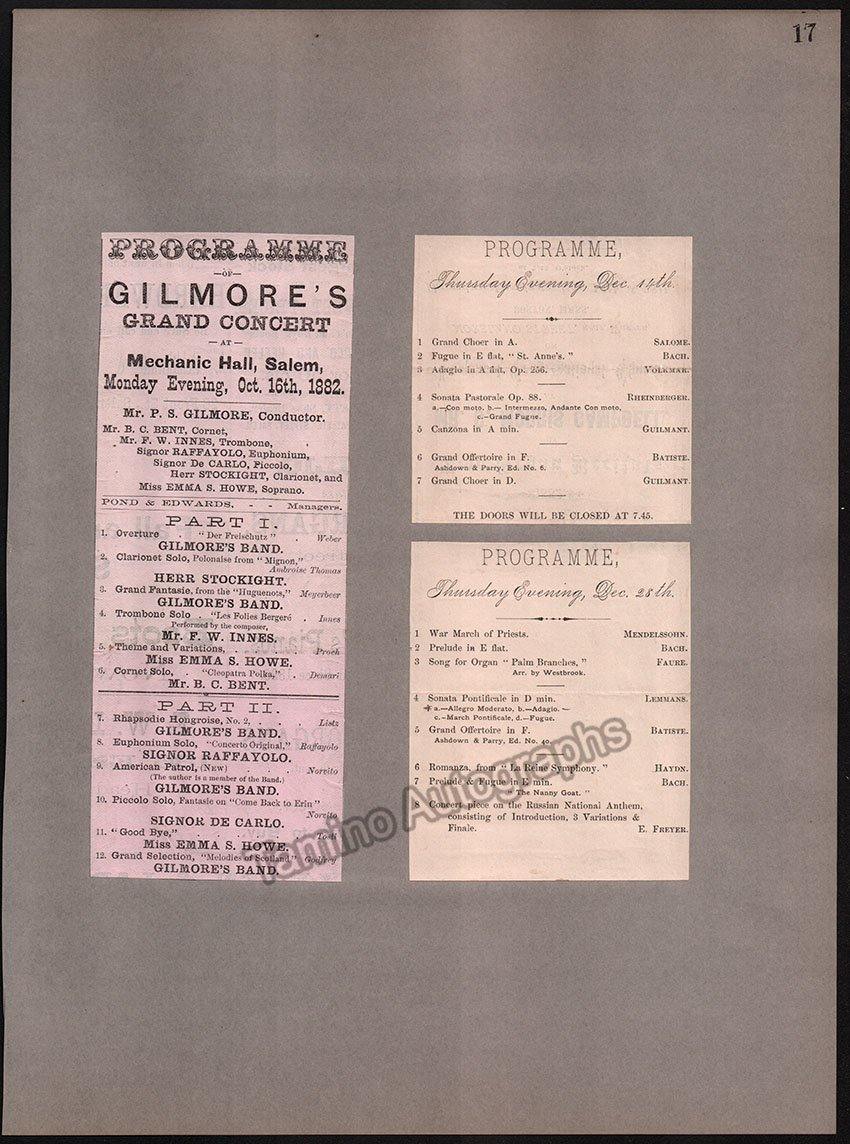 17
PROGRAMME
—OF—
GILMORE'S
GRAND CONCERT
— AT —
Mechanic Hall, Salem,
Monday Evening, Oct. 16th, 1882.
Mr. P. S. GILMORE, Conductor.
Mr. B. C. BENT, Cornet,
Mr. F. W. INNES, Trombone,
Signor RAFFAYOLO, Euphonium,
Signor De CARLO, Piccolo,
Herr STOCKIGHT, Clarionet, and
Miss EMMA S. HOWE, Soprano.
POND & EDWARDS, - - Managers.
PART I.
1. Overture . "Der Freischutz" . Weber
GILMORE'S BAND.
2. Clarionet Solo, Polonaise from "Mignon,"
Ambroise Thomas
HERR STOCKIGHT.
3. Grand Fantasie, from the "Huguenots," Meyerbeer
GILMORE'S BAND.
4. Trombone Solo . "Les Folies Bergeré . Innes
Performed by the composer,
Mr. F. W. INNES.
5. Theme and Variations, . . . . Proch
Miss EMMA S. HOWE.
6. Cornet Solo, . "Cleopatra Polka," . Demari
Mr. B. C. BENT.
PART II.
7. Rhapsodie Hongroise, No. 2, . . . Listz
GILMORE'S BAND.
8. Euphonium Solo, "Concerto Original," Raffayolo
SIGNOR RAFFAYOLO.
9. American Patrol, (New) . . Norvito
(The author is a member of the Band.)
GILMORE'S BAND.
10. Piccolo Solo, Fantasie on "Come Back to Erin"
Norvito
SIGNOR DE CARLO.
11. "Good Bye," . . . . . Tosti
Miss EMMA S. HOWE.
12. Grand Selection, "Melodies of Scotland," Godfrey
GILMORE'S BAND.
PROGRAMME,
Thursday Evening, Dec. 14th.
1 Grand Chœr in A. SALOME.
2 Fugue in E flat, "St. Anne's." BACH.
3 Adagio in A flat, Op. 256. VOLKMAR.
4 Sonata Pastorale Op. 88. RHEINBERGER.
a.—Con moto. b.— Intermezzo, Andante Con moto,
c.—Grand Fugue.
5 Canzona in A min. GUILMANT.
6 Grand Offertoire in F. BATISTE.
Ashdown & Parry, Ed. No. 6.
7 Grand Chœr in D. GUILMANT.
THE DOORS WILL BE CLOSED AT 7.45.
PROGRAMME,
Thursday Evening, Dec. 28th.
1 War March of Priests. MENDELSSOHN.
2 Prelude in E flat. BACH.
3 Song for Organ "Palm Branches," FAURE.
Arr. by Westbrook.
4 Sonata Pontificale in D min. LEMMANS.
a.—Allegro Moderato, b.—Adagio.
c.—March Pontificale, d.—Fugue.
5 Grand Offertoire in F. BATISTE.
Ashdown & Parry, Ed. No. 40.
6 Romanza, from "La Reine Symphony." HAYDN.
7 Prelude & Fugue in E min. BACH.
"The Nanny Goat."
8 Concert piece on the Russian National Anthem,
consisting of Introduction, 3 Variations &
Finale. E. FREYER.
Tamino Autographs